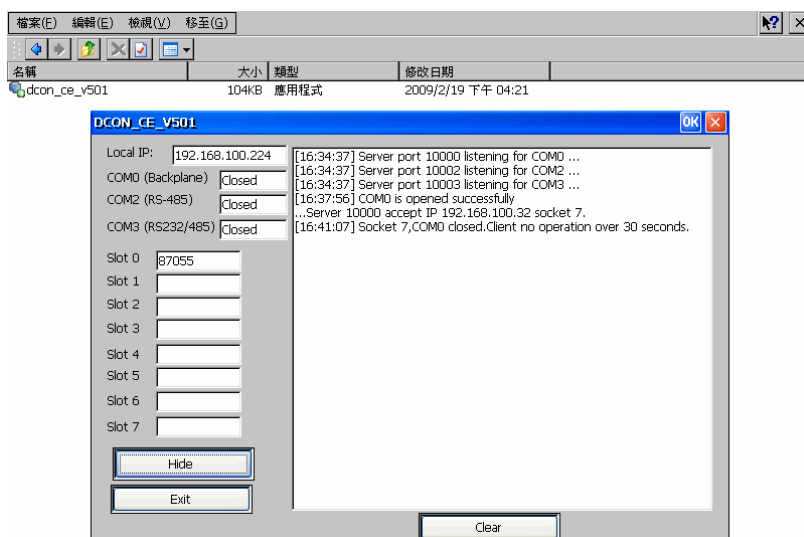 檔案(F) 編輯(E) 檢視(V) 移至(G)
名稱 大小 類型 修改日期
dcon_ce_v501 104KB 應用程式 2009/2/19 下午 04:21
DCON_CE_V501 OK
Local IP: 192.168.100.224
COM0 (Backplane) Closed
COM2 (RS-485) Closed
COM3 (RS232/485) Closed
Slot 0 87055
Slot 1
Slot 2
Slot 3
Slot 4
Slot 5
Slot 6
Slot 7
Hide
Exit
[16:34:37] Server port 10000 listening for COM0 ...
[16:34:37] Server port 10002 listening for COM2 ...
[16:34:37] Server port 10003 listening for COM3 ...
[16:37:56] COM0 is opened successfully
...Server 10000 accept IP 192.168.100.32 socket 7.
[16:41:07] Socket 7,COM0 closed.Client no operation over 30 seconds.
Clear